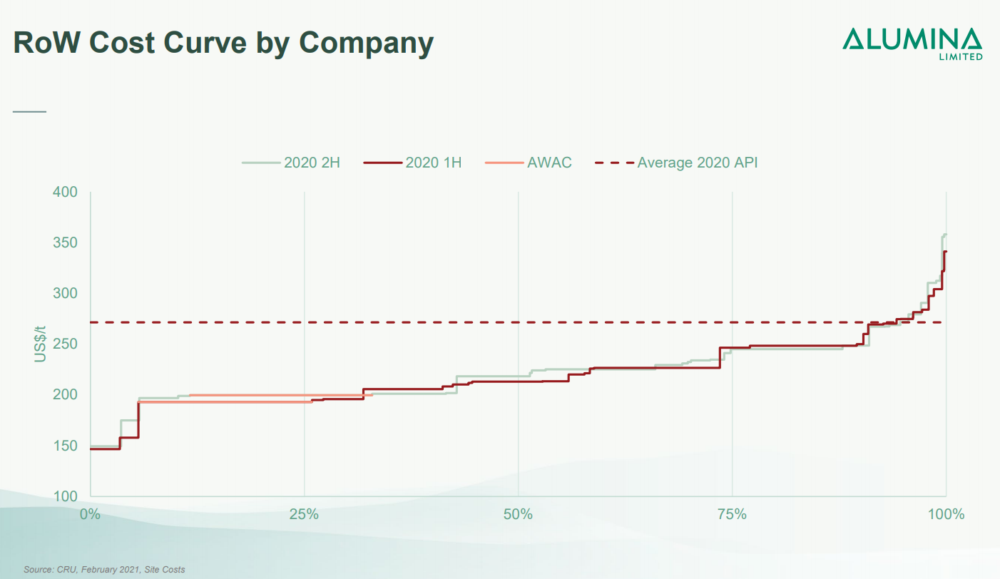 RoW Cost Curve by Company
ALUMINA
LIMITED
2020 2H 2020 1H AWAC Average 2020 API
400
350
300
250
200
150
100
US$/t
0% 25% 50% 75% 100%
Source: CRU, February 2021, Site Costs